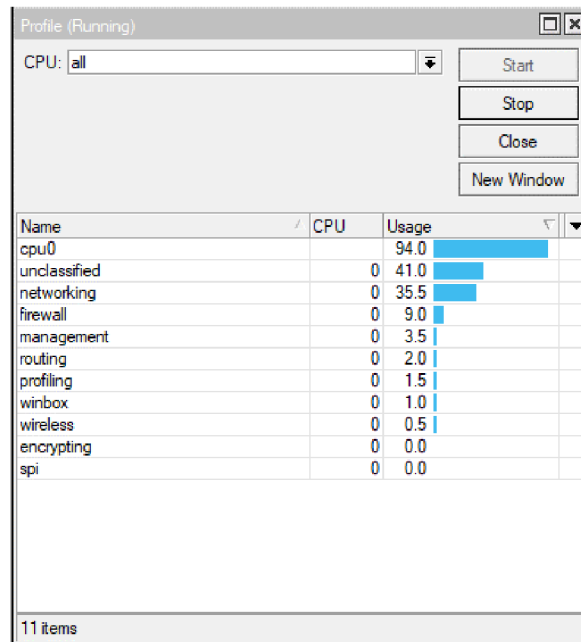 Profile (Running)
CPU: all
Start
Stop
Close
New Window
Name CPU Usage
cpu0 94.0
unclassified 0 41.0
networking 0 35.5
firewall 0 9.0
management 0 3.5
routing 0 2.0
profiling 0 1.5
winbox 0 1.0
wireless 0 0.5
encrypting 0 0.0
spi 0 0.0
11 items